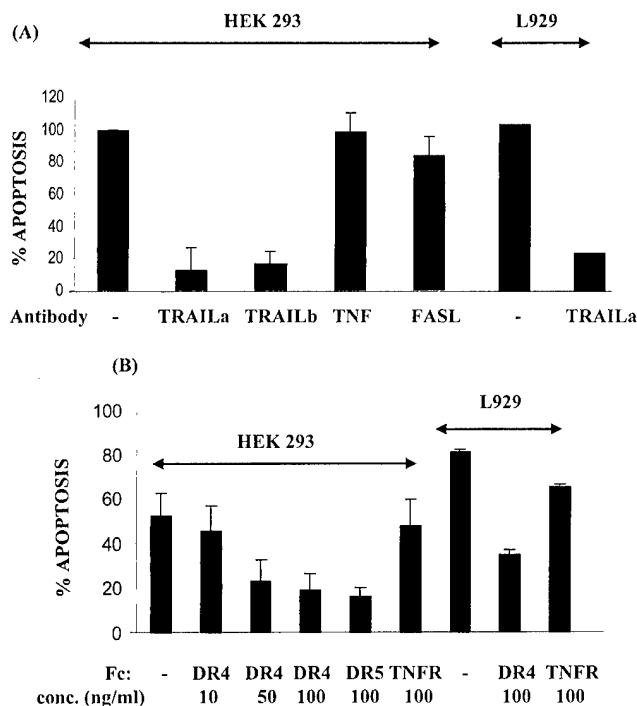 (A)
HEK 293
L929
% APOPTOSIS
120
100
80
60
40
20
0
Antibody - TRAILa TRAILb TNF FASL - TRAILa
(B)
L929
HEK 293
% APOPTOSIS
100
80
60
40
20
0
Fc: - DR4 DR4 DR4 DR5 TNFR - DR4 TNFR
conc. (ng/ml) 10 50 100 100 100 100 100